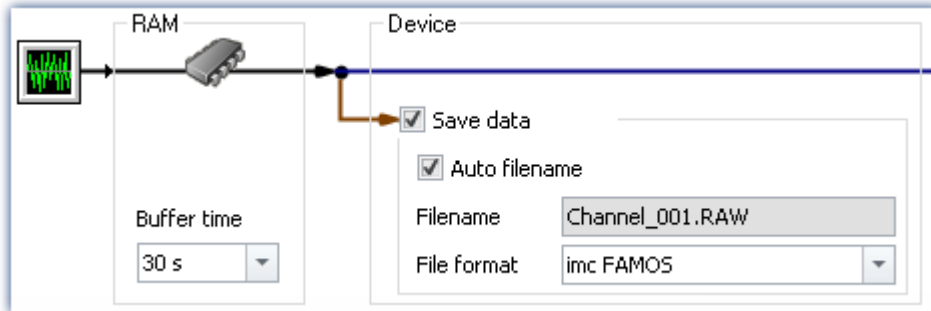 RAM
Device
Save data
Auto filename
Buffer time
Filename
Channel_001.RAW
30 s
File format
imc FAMOS